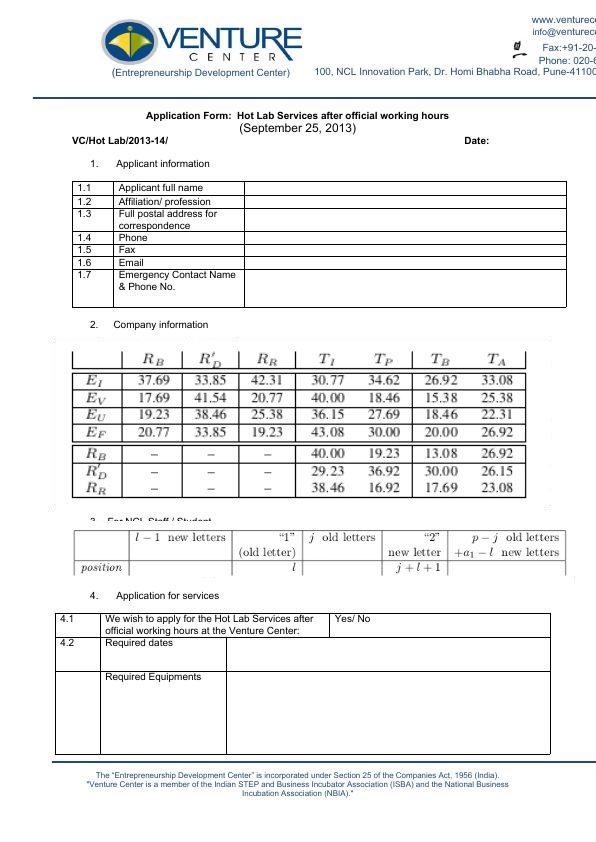 VENTURE
CENTER
(Entrepreneurship Development Center)
www.venturece
info@venturece
Fax:+91-20-
Phone: 020-6
100, NCL Innovation Park, Dr. Homi Bhabha Road, Pune-41100
Application Form: Hot Lab Services after official working hours
(September 25, 2013)
VC/Hot Lab/2013-14/ Date:
1. Applicant information
1.1 Applicant full name
1.2 Affiliation/ profession
1.3 Full postal address for
correspondence
1.4 Phone
1.5 Fax
1.6 Email
1.7 Emergency Contact Name
& Phone No.
2. Company information
R_B R'_D R_R T_I T_P T_B T_A
E_I 37.69 33.85 42.31 30.77 34.62 26.92 33.08
E_V 17.69 41.54 20.77 40.00 18.46 15.38 25.38
E_U 19.23 38.46 25.38 36.15 27.69 18.46 22.31
E_F 20.77 33.85 19.23 43.08 30.00 20.00 26.92
R_B – – – 40.00 19.23 13.08 26.92
R'_D – – – 29.23 36.92 30.00 26.15
R_R – – – 38.46 16.92 17.69 23.08
3. For NCL Staff / Student
l − 1 new letters "1" j old letters "2" p − j old letters
(old letter) new letter +a₁ − l new letters
position l j + l + 1
4. Application for services
4.1 We wish to apply for the Hot Lab Services after Yes/ No
official working hours at the Venture Center:
4.2 Required dates
Required Equipments
The "Entrepreneurship Development Center" is incorporated under Section 25 of the Companies Act, 1956 (India).
"Venture Center is a member of the Indian STEP and Business Incubator Association (ISBA) and the National Business
Incubation Association (NBIA)."